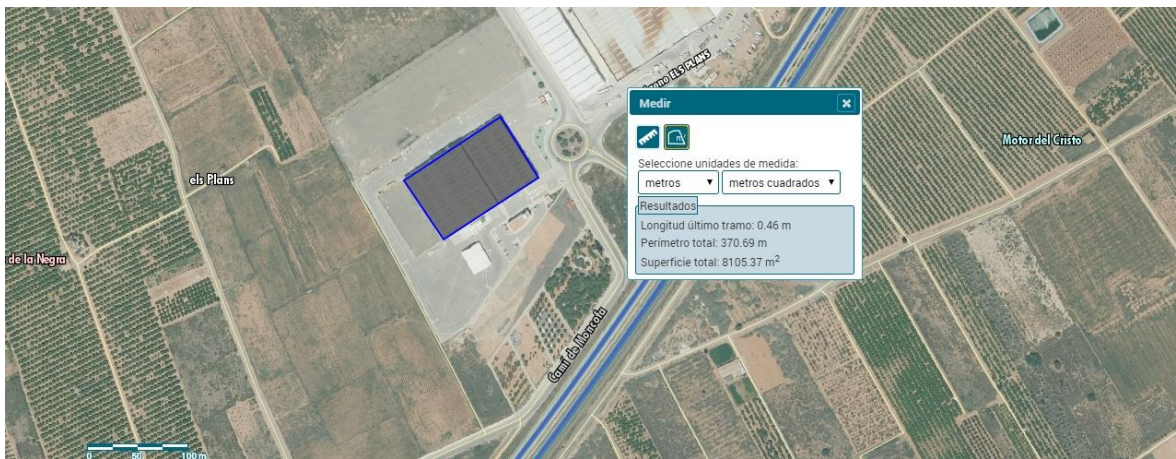 ELS PLANS
Medir
Seleccione unidades de medida:
metros metros cuadrados
Resultados
Longitud último tramo: 0.46 m
Perímetro total: 370.69 m
Superficie total: 8105.37 m²
Motor del Cristo
els Plans
de la Negra
Camí de Moncofa
0 50 100 m